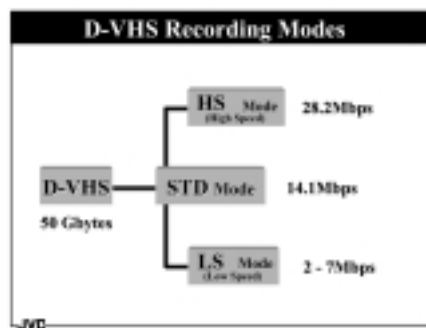 D-VHS Recording Modes
HS Mode
(High Speed)
28.2Mbps
D-VHS
STD Mode
14.1Mbps
50 Gbytes
LS Mode
(Low Speed)
2 - 7Mbps
JVC